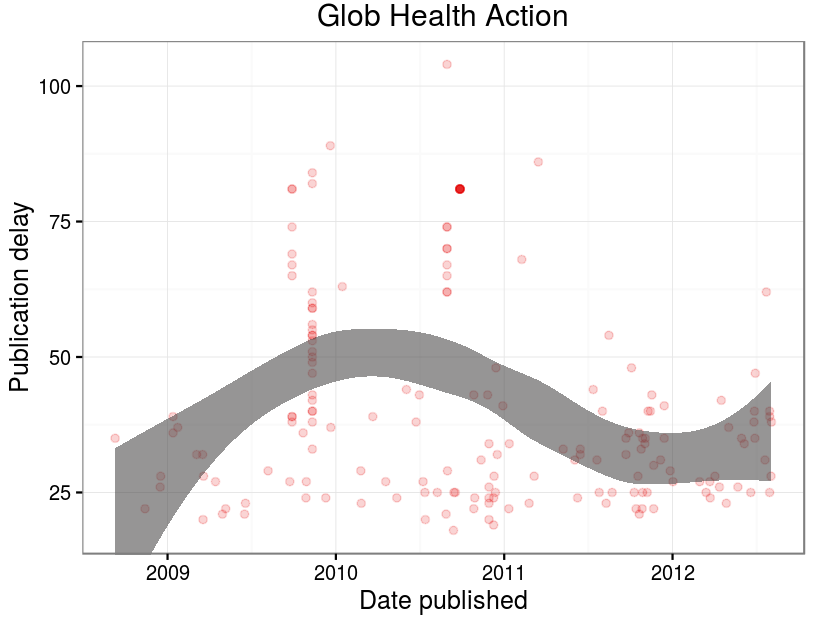 Glob Health Action
Publication delay
100
75
50
25
2009 2010 2011 2012
Date published